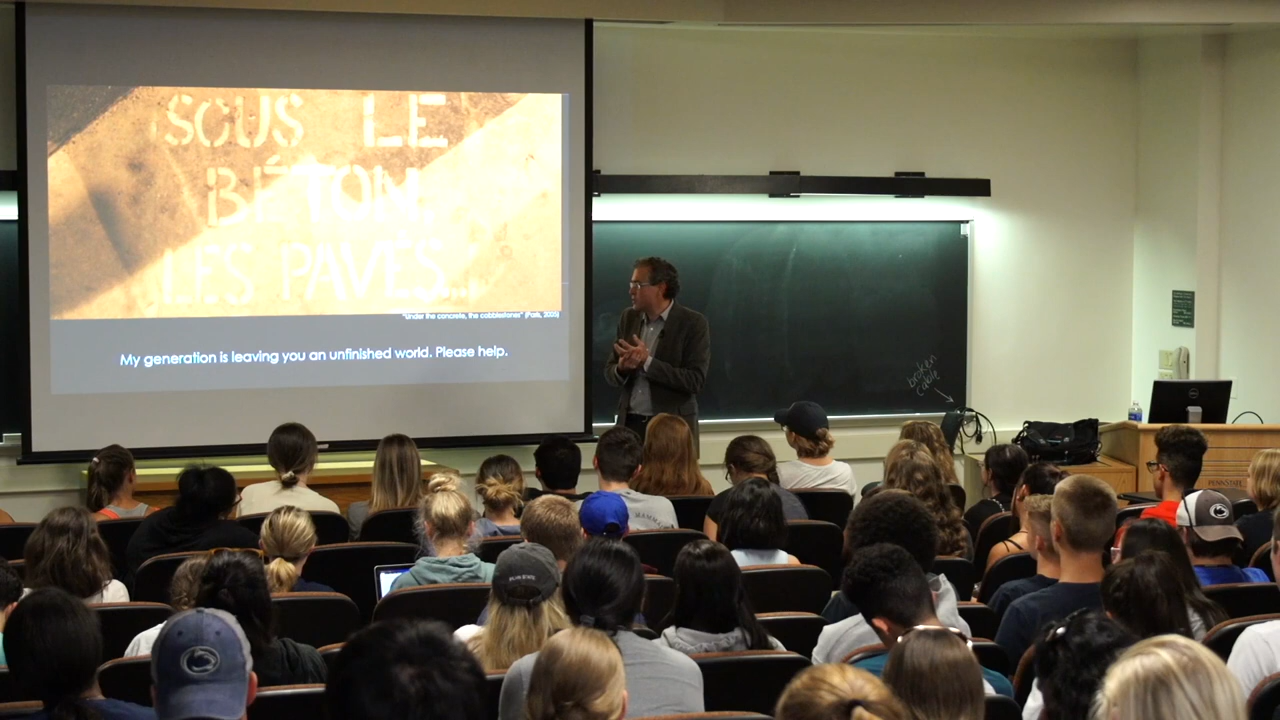 SOUS LE
BÉTON,
LES PAVÉS...
"Under the concrete, the cobblestones" (Paris, 2005)
My generation is leaving you an unfinished world. Please help.
broken
cable
PENNSTATE